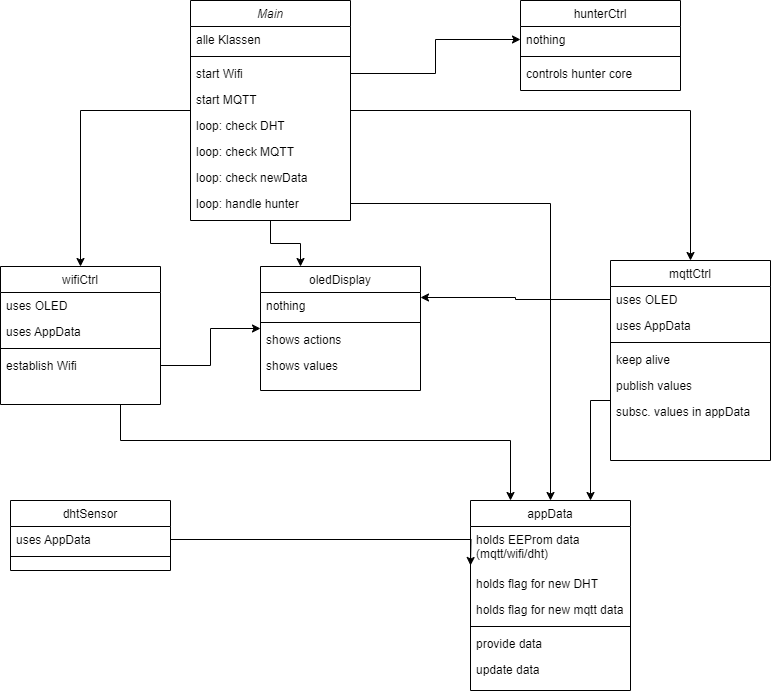 Main
alle Klassen
start Wifi
start MQTT
loop: check DHT
loop: check MQTT
loop: check newData
loop: handle hunter
hunterCtrl
nothing
controls hunter core
wifiCtrl
uses OLED
uses AppData
establish Wifi
oledDisplay
nothing
shows actions
shows values
mqttCtrl
uses OLED
uses AppData
keep alive
publish values
subsc. values in appData
dhtSensor
uses AppData
appData
holds EEProm data
(mqtt/wifi/dht)
holds flag for new DHT
holds flag for new mqtt data
provide data
update data